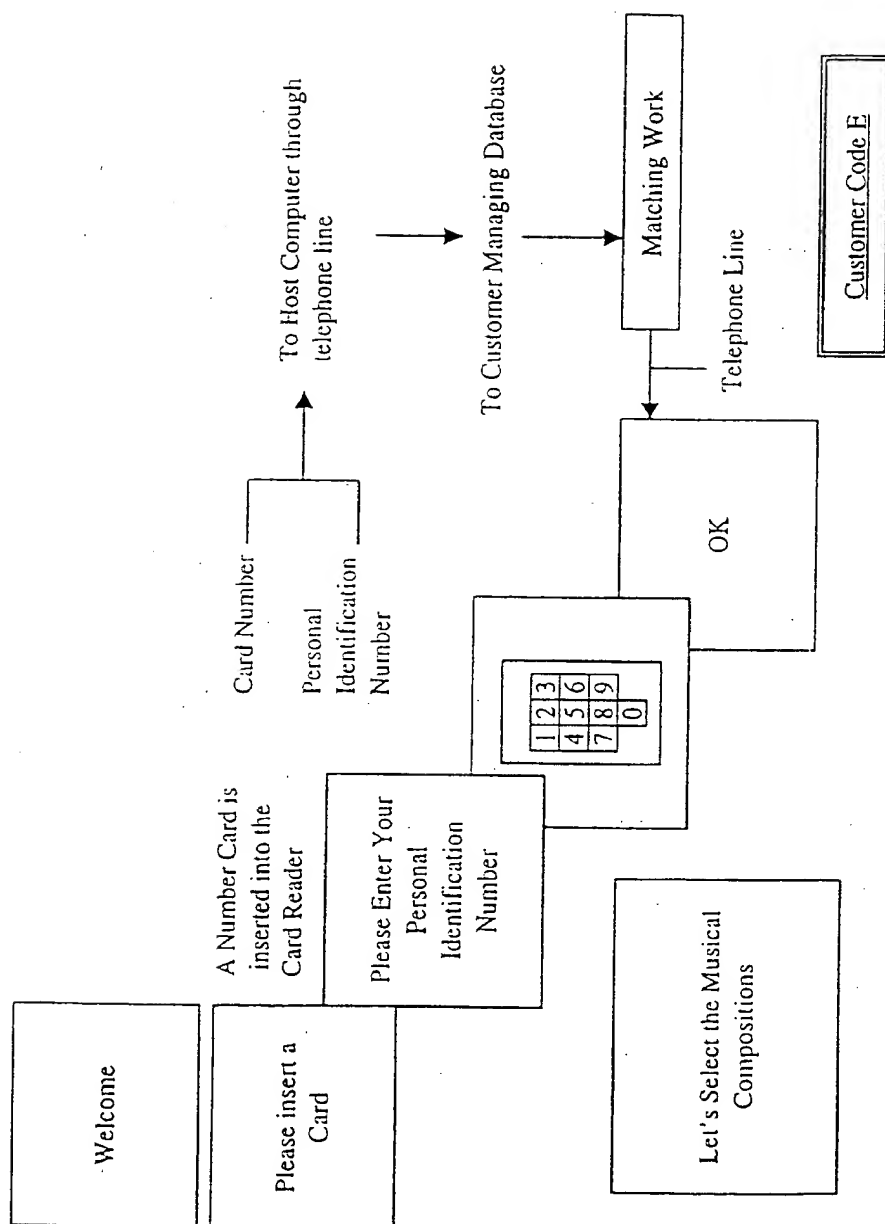 Welcome
Please insert a
Card
A Number Card is
inserted into the
Card Reader
Please Enter Your
Personal
Identification
Number
1 2 3
4 5 6
7 8 9
0
Card Number
Personal
Identification
Number
To Host Computer through
telephone line
To Customer Managing Database
Matching Work
Telephone Line
OK
Let's Select the Musical
Compositions
Customer Code E